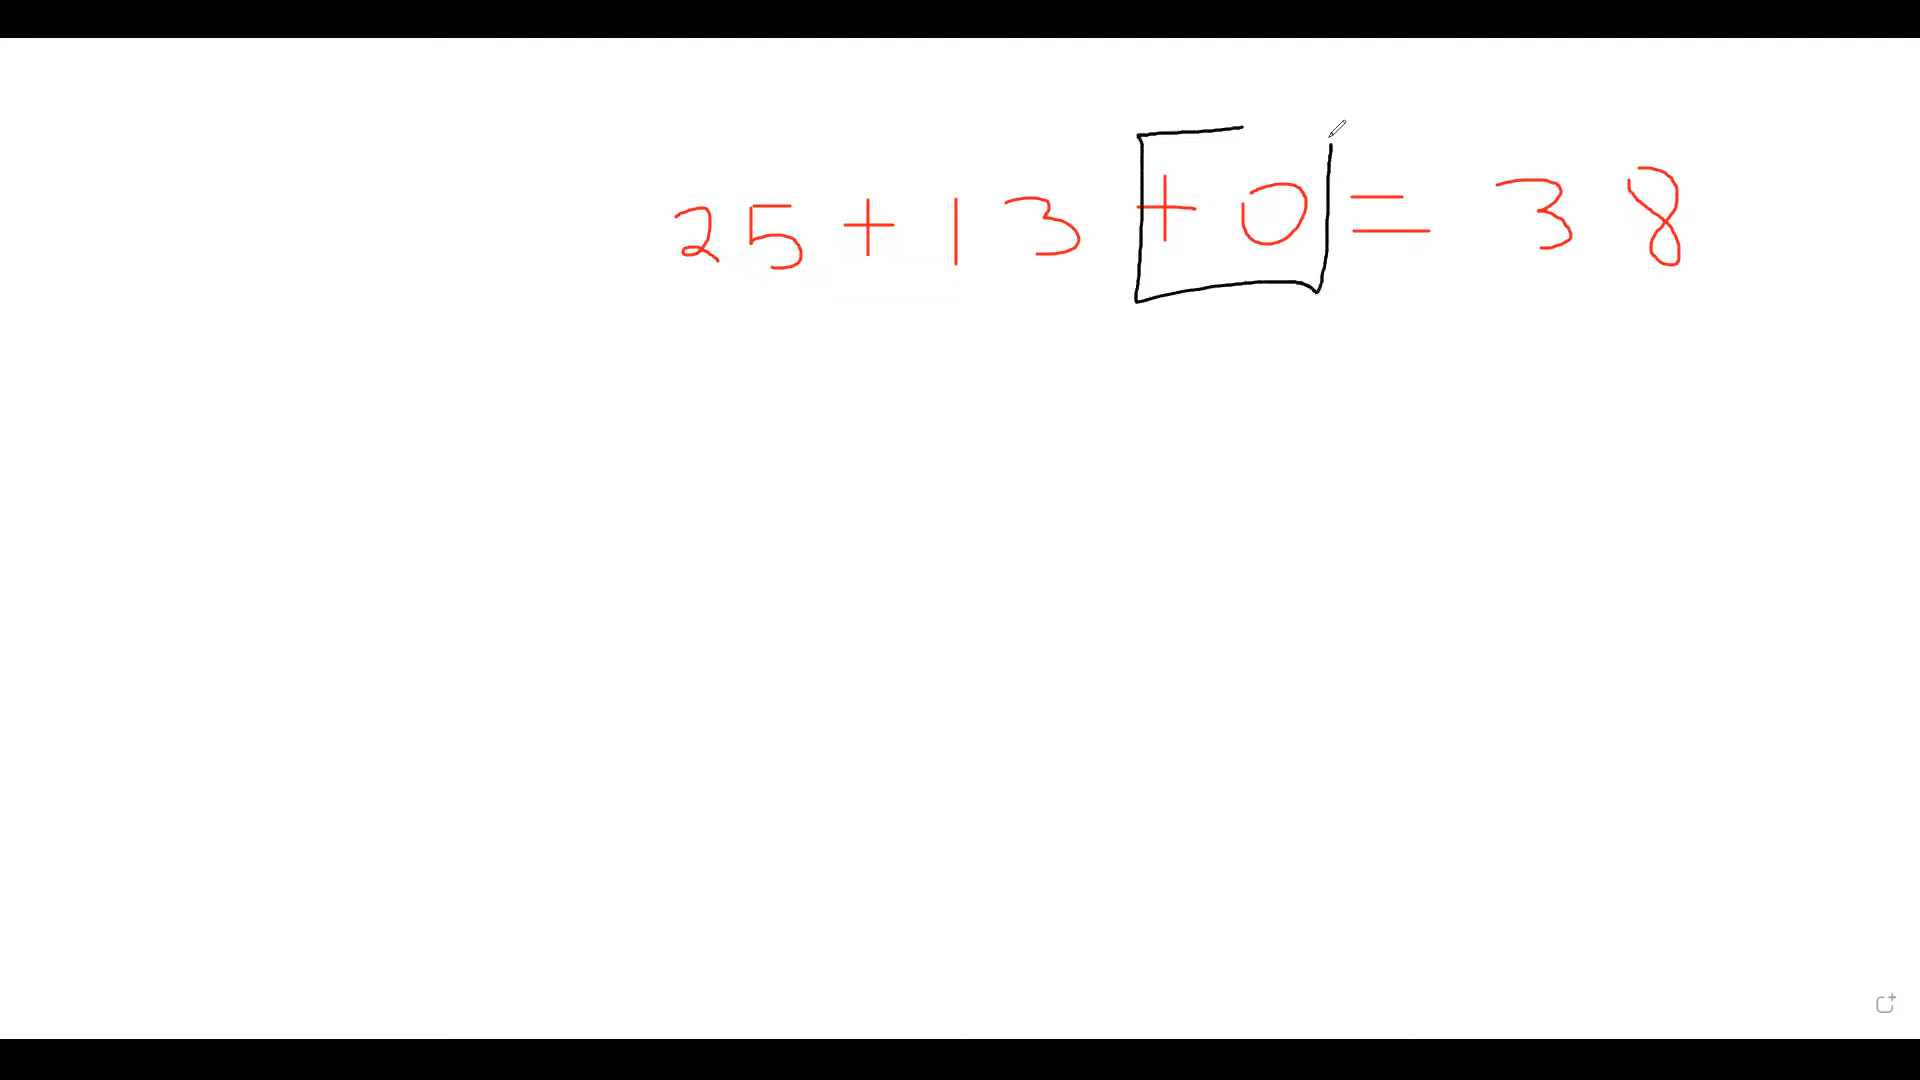 25 + 13 + 0 = 38